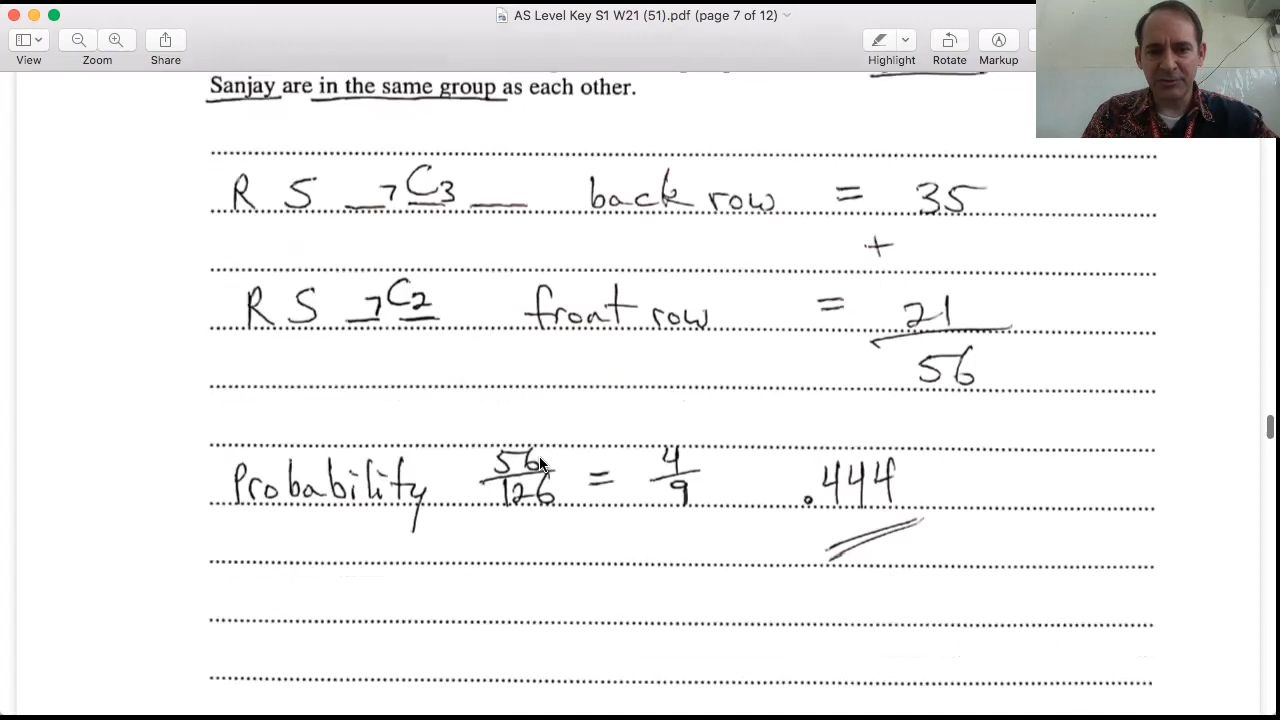 AS Level Key S1 W21 (51).pdf (page 7 of 12)
View Zoom Share Highlight Rotate Markup
Sanjay are in the same group as each other.
R S _ 7C3 _ back row = 35
+
R S _ 7C2 front row = 21
56
Probability 56/126 = 4/9 .444